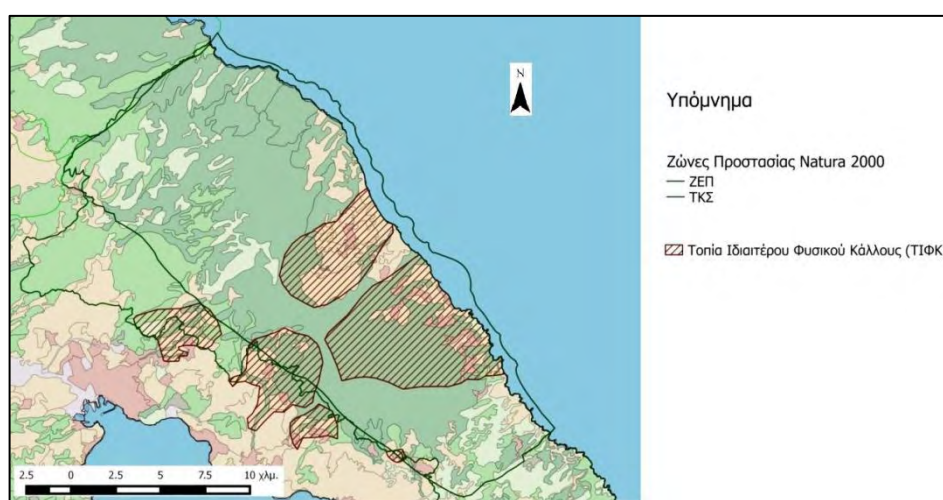 N
Υπόμνημα
Ζώνες Προστασίας Natura 2000
ΖΕΠ
ΤΚΣ
Τοπία Ιδιαιτέρου Φυσικού Κάλλους (ΤΙΦΚ
2.5 0 2.5 5 7.5 10 χλμ.